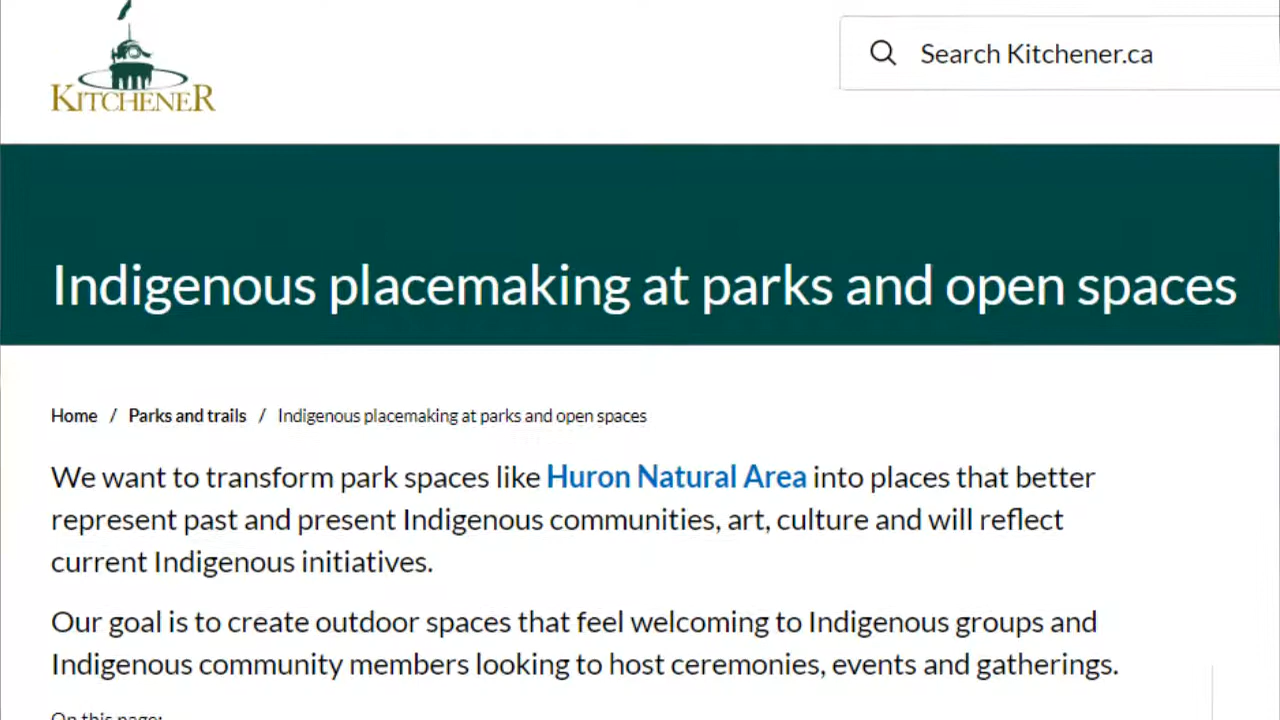 KITCHENER
Search Kitchener.ca
Indigenous placemaking at parks and open spaces
Home / Parks and trails / Indigenous placemaking at parks and open spaces
We want to transform park spaces like Huron Natural Area into places that better
represent past and present Indigenous communities, art, culture and will reflect
current Indigenous initiatives.
Our goal is to create outdoor spaces that feel welcoming to Indigenous groups and
Indigenous community members looking to host ceremonies, events and gatherings.
On this page: